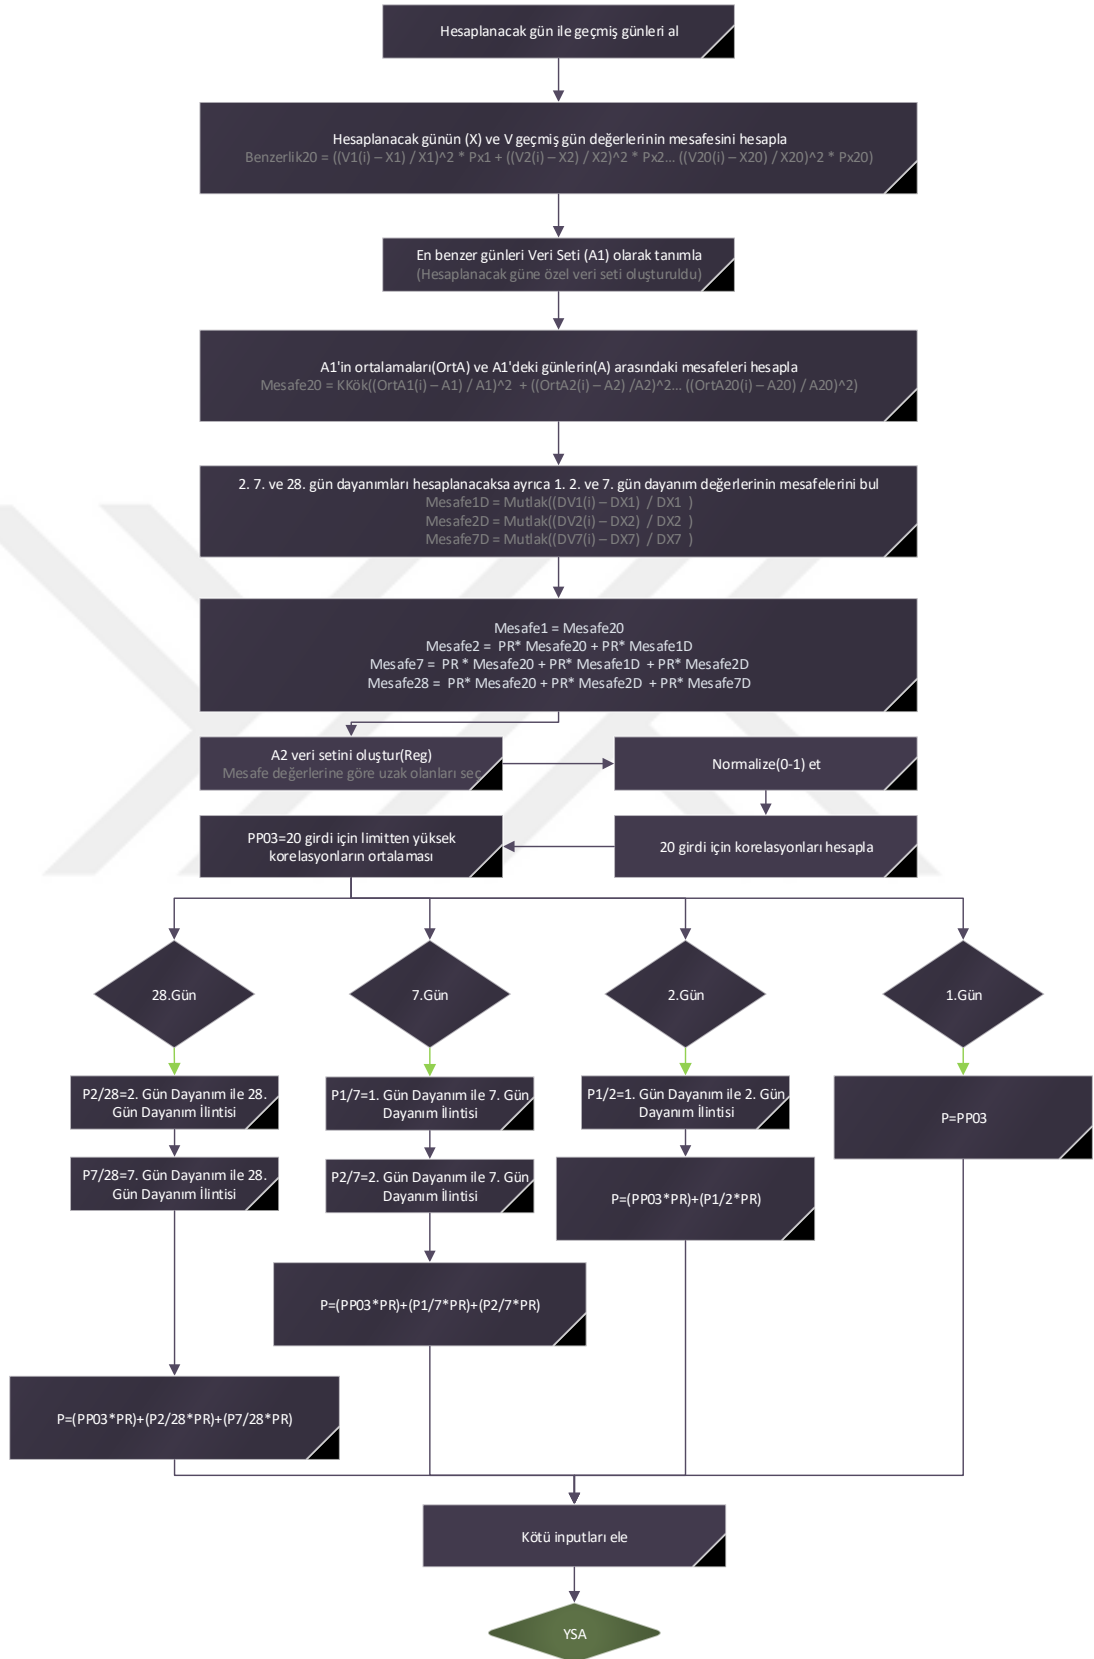 Hesaplanacak gün ile geçmiş günleri al
Hesaplanacak günün (X) ve V geçmiş gün değerlerinin mesafesini hesapla
Benzerlik20 = ((V1(i) – X1) / X1)^2 * Px1 + ((V2(i) – X2) / X2)^2 * Px2... ((V20(i) – X20) / X20)^2 * Px20)
En benzer günleri Veri Seti (A1) olarak tanımla
(Hesaplanacak güne özel veri seti oluşturuldu)
A1'in ortalamaları(OrtA) ve A1'deki günlerin(A) arasındaki mesafeleri hesapla
Mesafe20 = KKök((OrtA1(i) – A1) / A1)^2 + ((OrtA2(i) – A2) /A2)^2... ((OrtA20(i) – A20) / A20)^2)
2. 7. ve 28. gün dayanımları hesaplanacaksa ayrıca 1. 2. ve 7. gün dayanım değerlerinin mesafelerini bul
Mesafe1D = Mutlak((DV1(i) – DX1) / DX1 )
Mesafe2D = Mutlak((DV2(i) – DX2) / DX2 )
Mesafe7D = Mutlak((DV7(i) – DX7) / DX7 )
Mesafe1 = Mesafe20
Mesafe2 = PR* Mesafe20 + PR* Mesafe1D
Mesafe7 = PR * Mesafe20 + PR* Mesafe1D + PR* Mesafe2D
Mesafe28 = PR* Mesafe20 + PR* Mesafe2D + PR* Mesafe7D
A2 veri setini oluştur(Reg)
Mesafe değerlerine göre uzak olanları seç
Normalize(0-1) et
20 girdi için korelasyonları hesapla
PP03=20 girdi için limitten yüksek
korelasyonların ortalaması
28.Gün
7.Gün
2.Gün
1.Gün
P2/28=2. Gün Dayanım ile 28.
Gün Dayanım İlintisi
P1/7=1. Gün Dayanım ile 7. Gün
Dayanım İlintisi
P1/2=1. Gün Dayanım ile 2. Gün
Dayanım İlintisi
P=PP03
P7/28=7. Gün Dayanım ile 28.
Gün Dayanım İlintisi
P2/7=2. Gün Dayanım ile 7. Gün
Dayanım İlintisi
P=(PP03*PR)+(P1/2*PR)
P=(PP03*PR)+(P1/7*PR)+(P2/7*PR)
P=(PP03*PR)+(P2/28*PR)+(P7/28*PR)
Kötü inputları ele
YSA